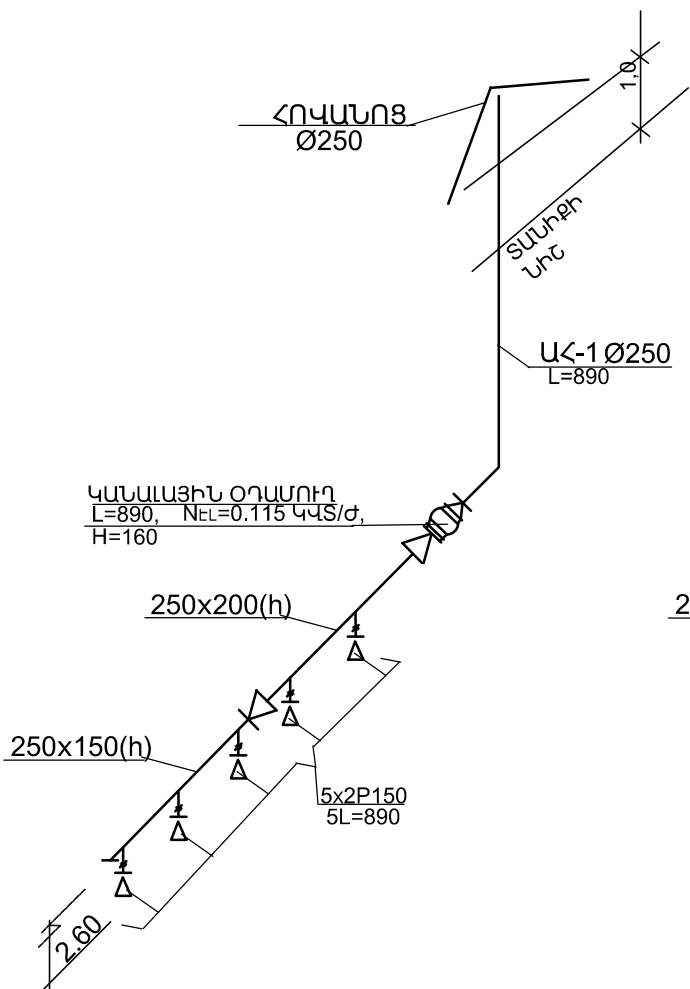 ՀՈՎԱՆՈՑ
Ø250
1,0
ՏԱՆԻՔԻ
ՆԻՇ
ԱՀ-1 Ø250
L=890
ԿԱՆԱԼԱՅԻՆ ՕԴԱՄՈՒՂ
L=890, NEL=0.115 ԿՎՏ/Ժ,
H=160
250x200(h)
2
250x150(h)
5x2P150
5L=890
2.60